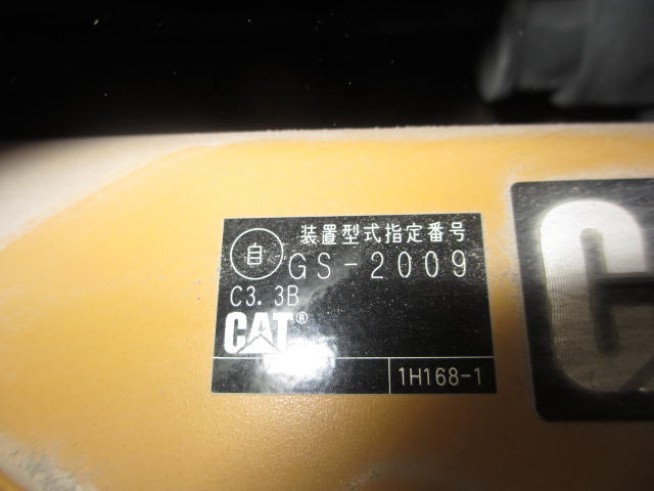 装置型式指定番号
自 GS-2009
C3.3B
CAT®
1H168-1
C